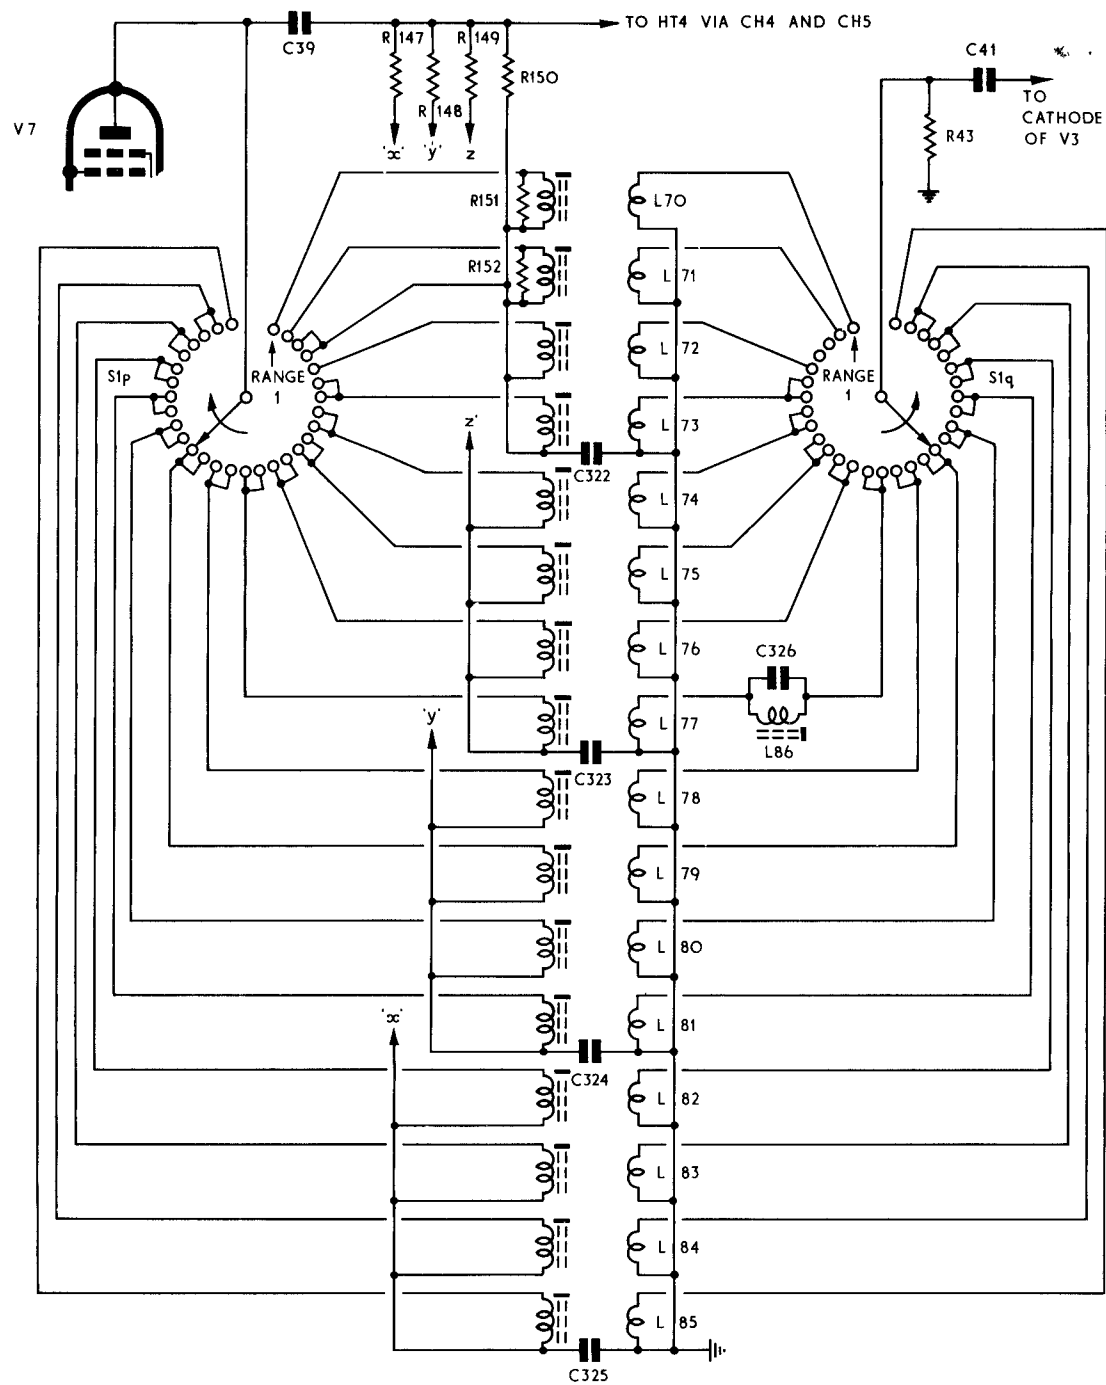 TO HT4 VIA CH4 AND CH5
C39
R 147
R 149
R150
R 148
'x'
'y'
z
V7
C41
TO
CATHODE
OF V3
R43
R151
L70
R152
L 71
L 72
S1p
RANGE
1
RANGE
1
S1q
z'
L 73
C322
L 74
L 75
L 76
C326
'y'
L 77
L86
C323
L 78
L 79
L 80
'x'
L 81
C324
L 82
L 83
L 84
L 85
C325